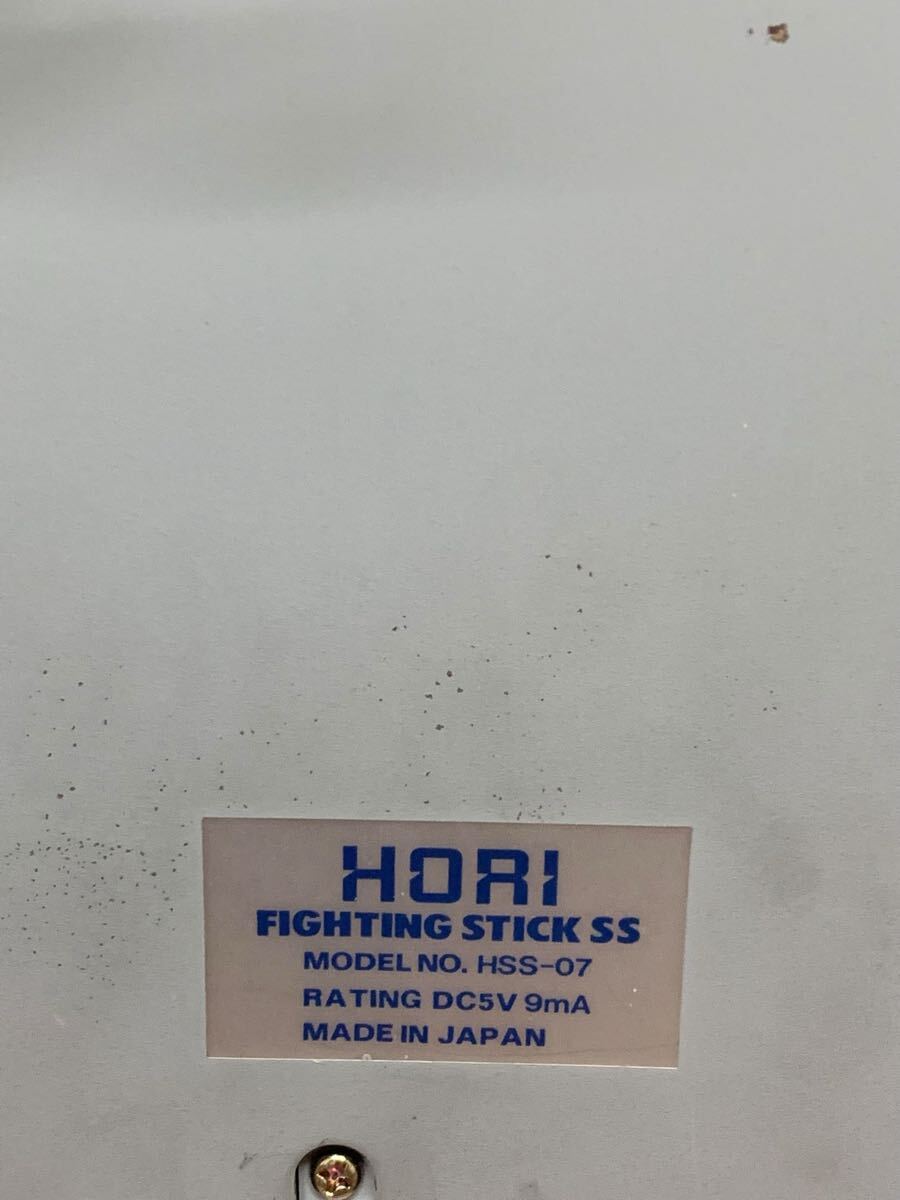 HORI
FIGHTING STICK SS
MODEL NO. HSS-07
RATING DC5V 9mA
MADE IN JAPAN